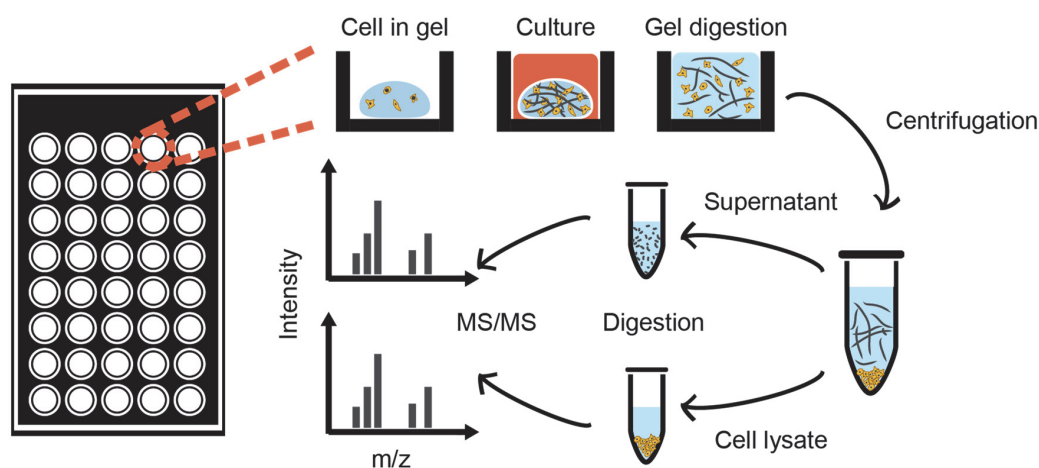 Cell in gel
Culture
Gel digestion
Centrifugation
Supernatant
Intensity
MS/MS
Digestion
Cell lysate
m/z